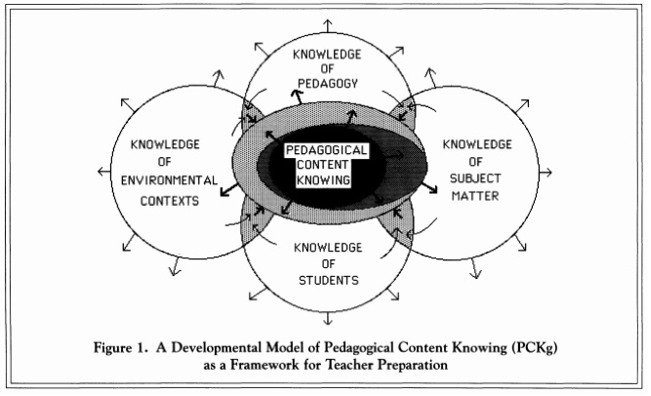 KNOWLEDGE
OF
PEDAGOGY
KNOWLEDGE
OF
ENVIRONMENTAL
CONTEXTS
PEDAGOGICAL
CONTENT
KNOWING
KNOWLEDGE
OF
SUBJECT
MATTER
KNOWLEDGE
OF
STUDENTS
Figure 1. A Developmental Model of Pedagogical Content Knowing (PCKg)
as a Framework for Teacher Preparation